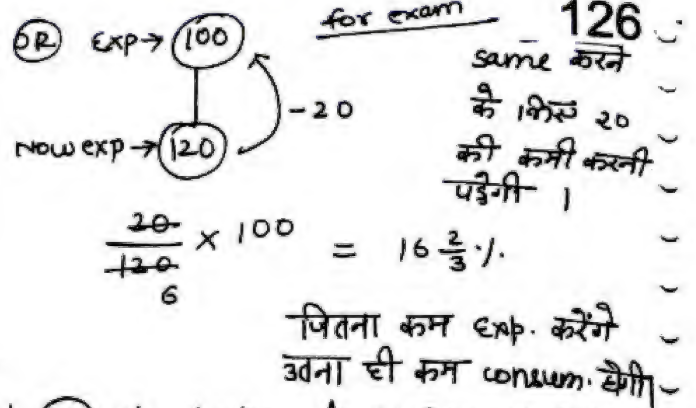 126
OR Exp → 100 for exam
same करने
के लिए 20
- 20
Now exp → 120
की कमी करनी
पड़ेगी ।
20/120 × 100 = 16 2/3 %.
6
जितना कम Exp. करेंगे
उतना ही कम consum. होगी